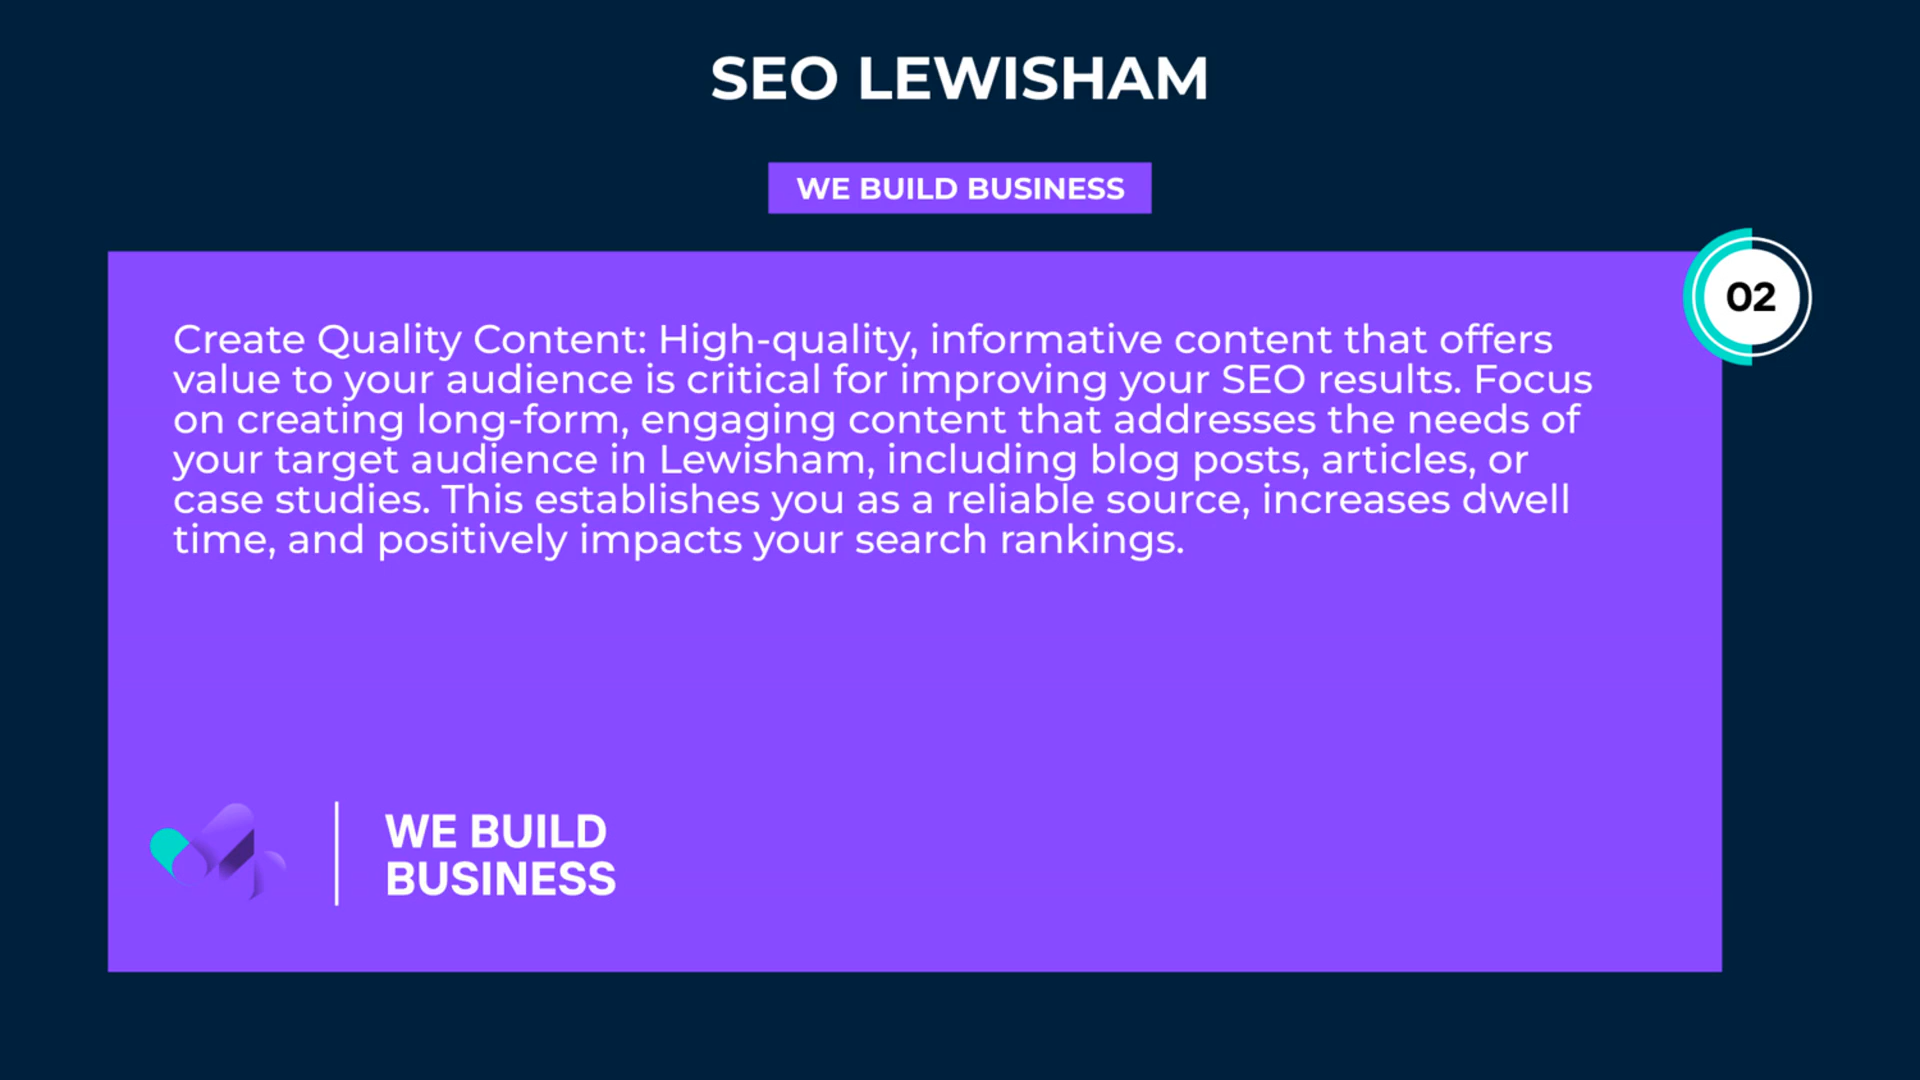 SEO LEWISHAM
WE BUILD BUSINESS
02
Create Quality Content: High-quality, informative content that offers
value to your audience is critical for improving your SEO results. Focus
on creating long-form, engaging content that addresses the needs of
your target audience in Lewisham, including blog posts, articles, or
case studies. This establishes you as a reliable source, increases dwell
time, and positively impacts your search rankings.
WE BUILD
BUSINESS